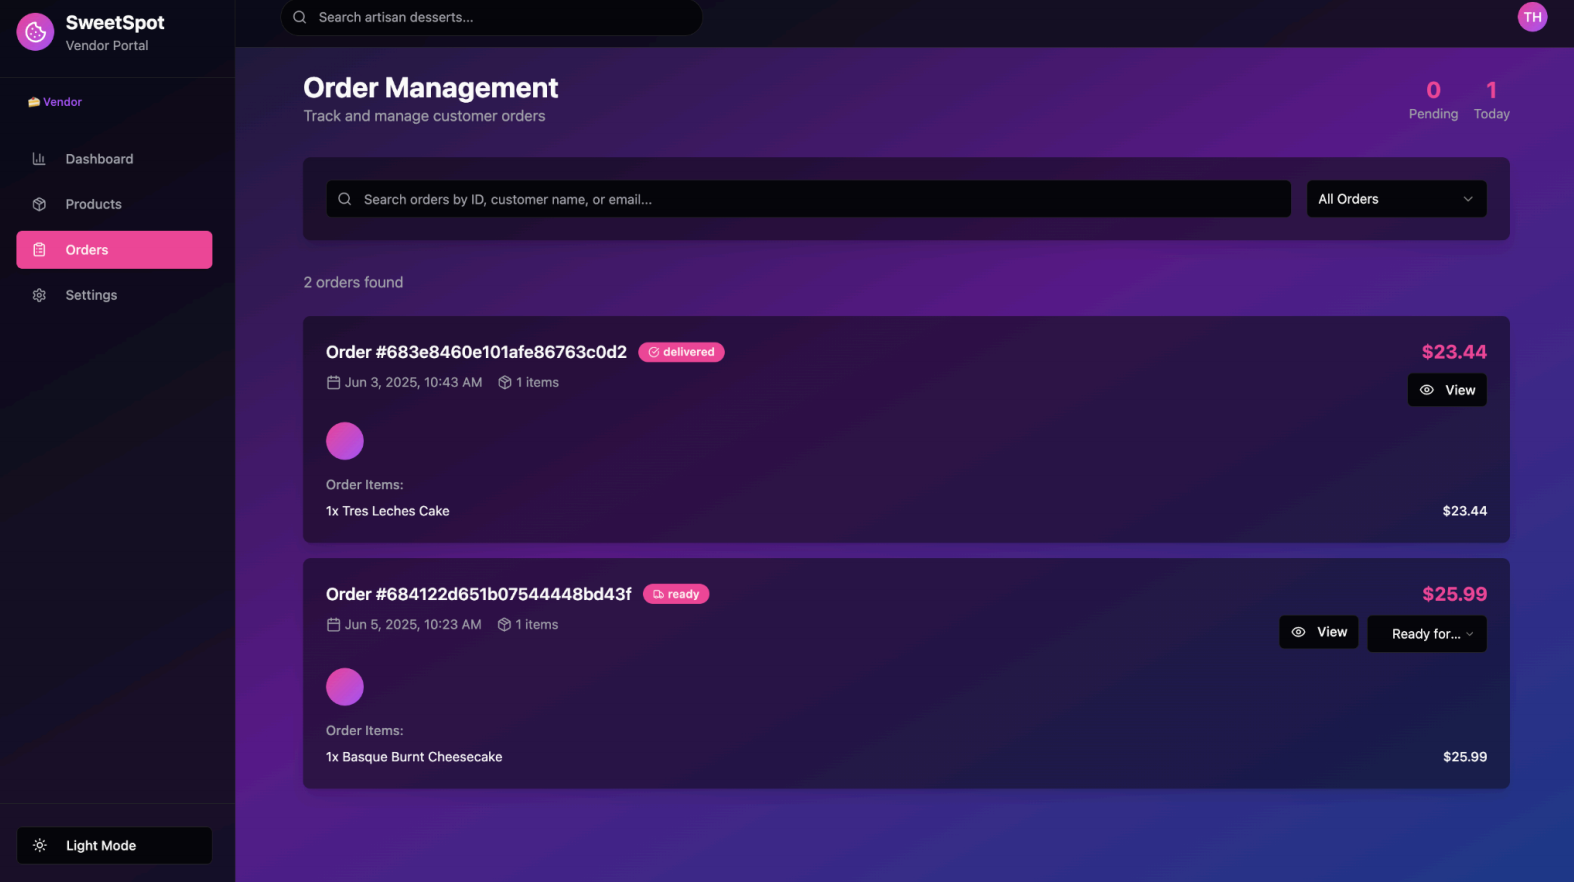 SweetSpot
Vendor Portal
Vendor
Dashboard
Products
Orders
Settings
Light Mode
Search artisan desserts...
TH
Order Management
Track and manage customer orders
0
Pending
1
Today
Search orders by ID, customer name, or email...
All Orders
2 orders found
Order #683e8460e101afe86763c0d2 delivered $23.44
Jun 3, 2025, 10:43 AM 1 items
View
Order Items:
1x Tres Leches Cake $23.44
Order #684122d651b07544448bd43f ready $25.99
Jun 5, 2025, 10:23 AM 1 items
View Ready for...
Order Items:
1x Basque Burnt Cheesecake $25.99